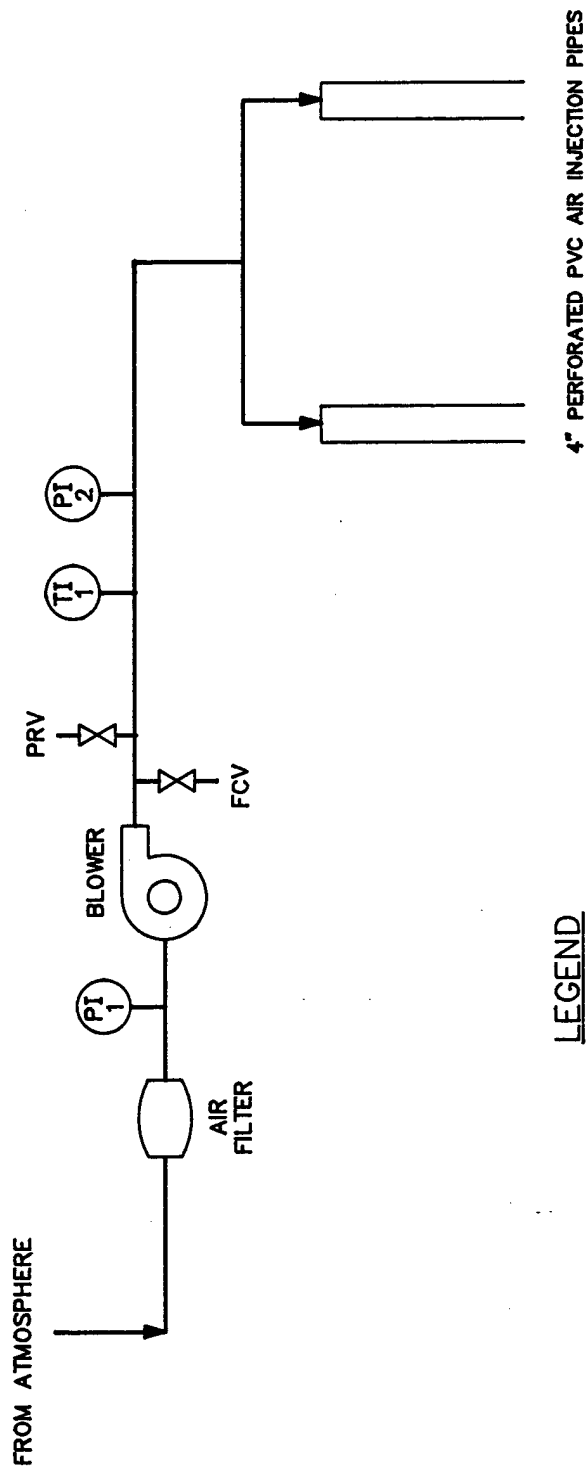 FROM ATMOSPHERE
AIR
FILTER
PI
1
BLOWER
FCV
PRV
TI
1
PI
2
4" PERFORATED PVC AIR INJECTION PIPES
LEGEND